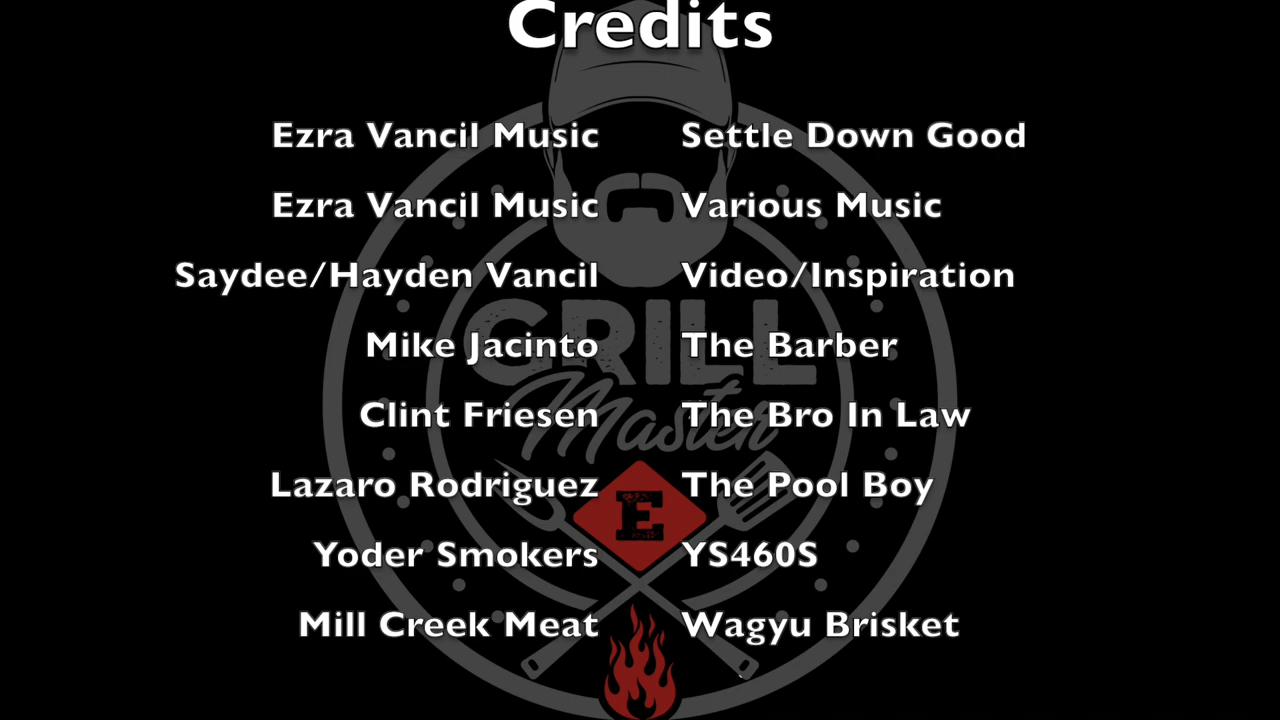 Credits
Ezra Vancil Music Settle Down Good
Ezra Vancil Music Various Music
Saydee/Hayden Vancil Video/Inspiration
Mike Jacinto The Barber
Clint Friesen The Bro In Law
Lazaro Rodriguez The Pool Boy
Yoder Smokers YS460S
Mill Creek Meat Wagyu Brisket
GRILL
Master
E